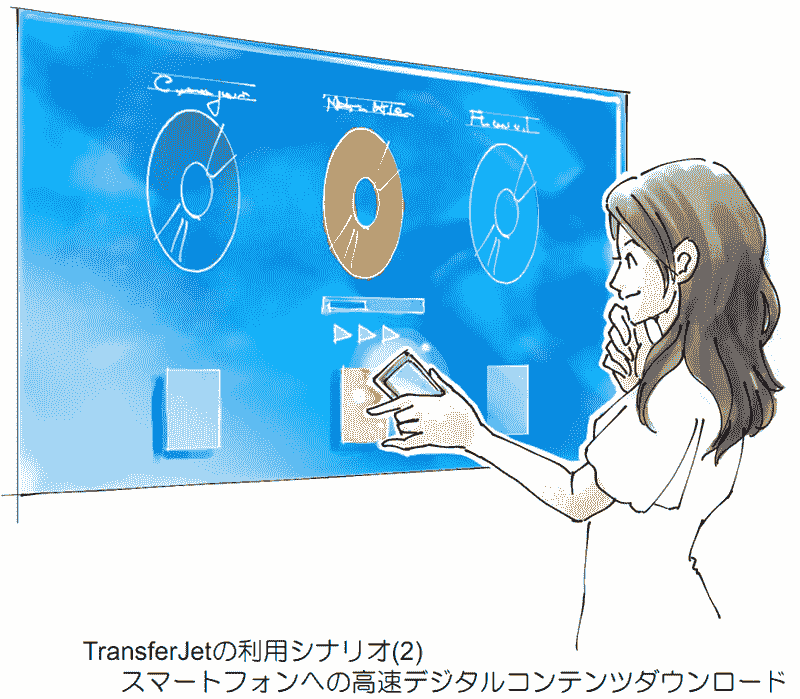 TransferJetの利用シナリオ(2)
スマートフォンへの高速デジタルコンテンツダウンロード